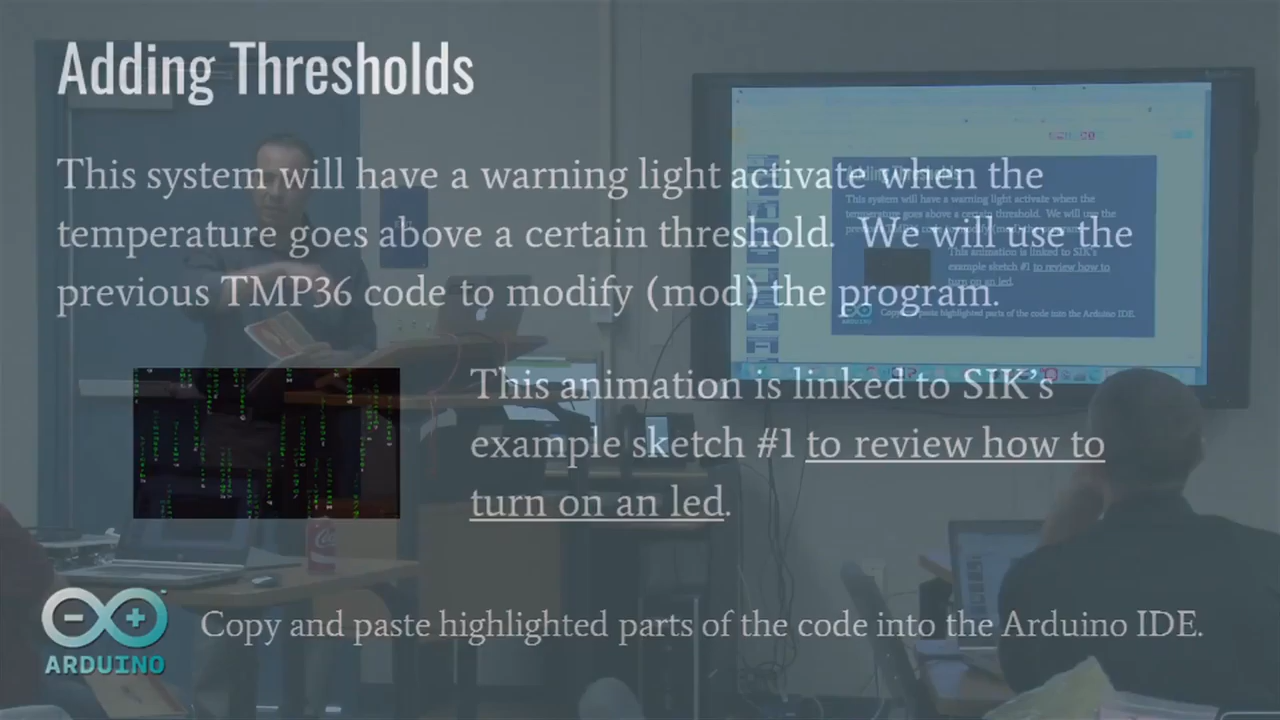 Adding Thresholds
This system will have a warning light activate when the
temperature goes above a certain threshold. We will use the
previous TMP36 code to modify (mod) the program.
This animation is linked to SIK's
example sketch #1 to review how to
turn on an led.
ARDUINO
Copy and paste highlighted parts of the code into the Arduino IDE.